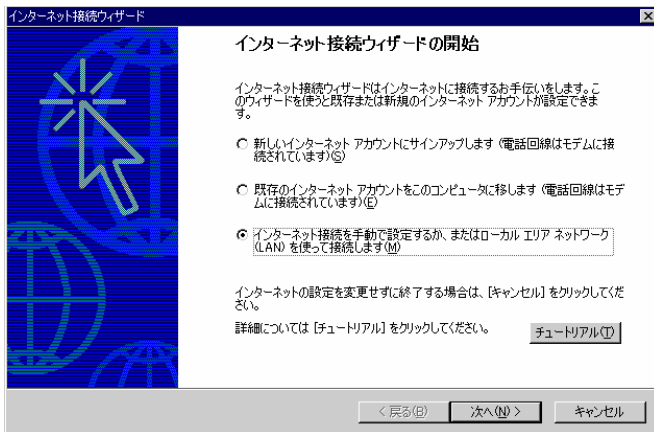 インターネット接続ウィザード
インターネット接続ウィザードの開始
インターネット接続ウィザードはインターネットに接続するお手伝いをします。こ
のウィザードを使うと既存または新規のインターネット アカウントが設定できま
す。
新しいインターネット アカウントにサインアップします (電話回線はモデムに接
続されています)(S)
既存のインターネット アカウントをこのコンピュータに移します (電話回線はモデ
ムに接続されています)(E)
インターネット接続を手動で設定するか、またはローカル エリア ネットワーク
(LAN) を使って接続します(M)
インターネットの設定を変更せずに終了する場合は、[キャンセル] をクリックしてくだ
さい。
詳細については [チュートリアル] をクリックしてください。
チュートリアル(T)
< 戻る(B) 次へ(N) > キャンセル